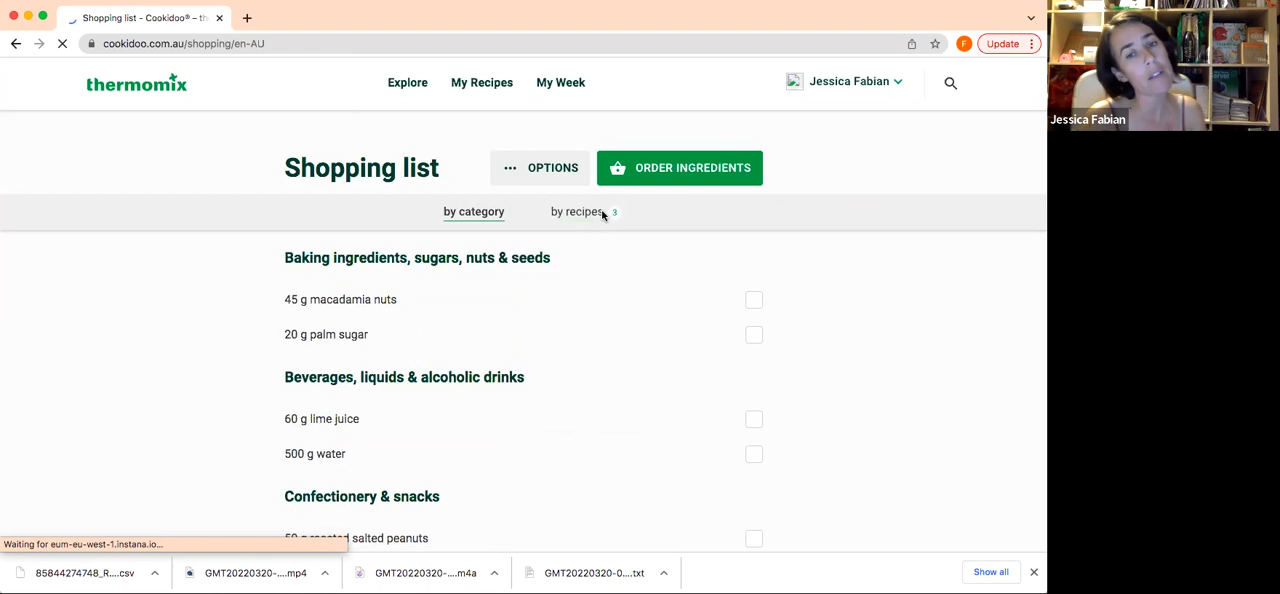 Shopping list - Cookidoo® – th
cookidoo.com.au/shopping/en-AU
F
Update
thermomix
Explore
My Recipes
My Week
Jessica Fabian
Jessica Fabian
Shopping list
OPTIONS
ORDER INGREDIENTS
by category
by recipes 3
Baking ingredients, sugars, nuts & seeds
45 g macadamia nuts
20 g palm sugar
Beverages, liquids & alcoholic drinks
60 g lime juice
500 g water
Confectionery & snacks
50 g roasted salted peanuts
Waiting for eum-eu-west-1.instana.io...
85844274748_R....csv
GMT20220320-....mp4
GMT20220320-....m4a
GMT20220320-0....txt
Show all